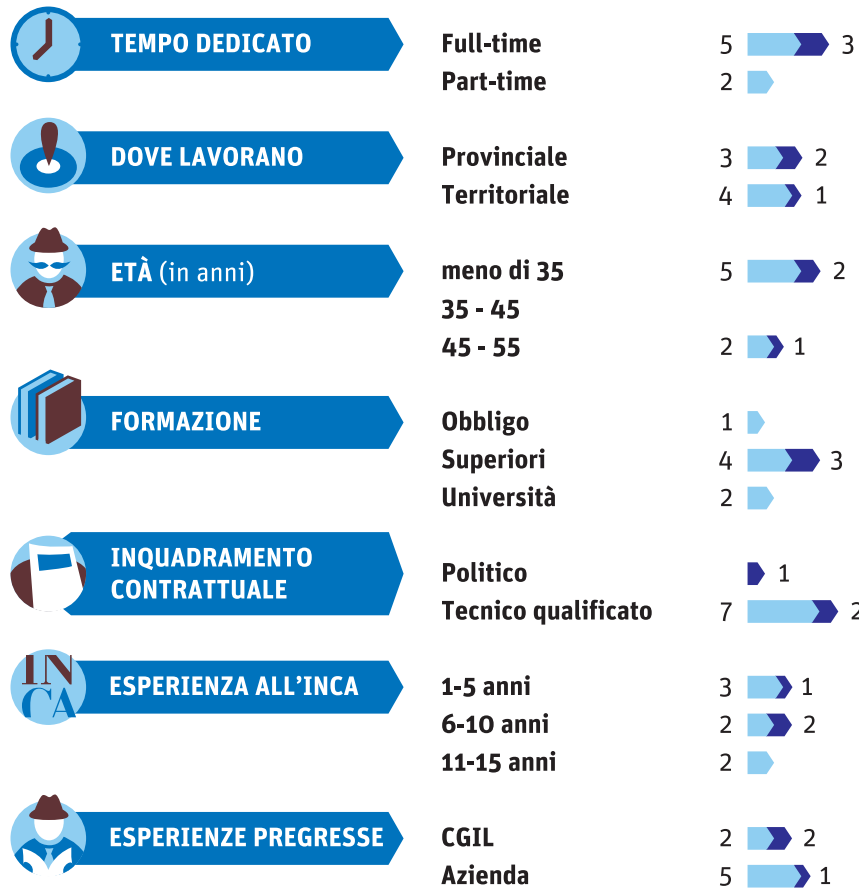 TEMPO DEDICATO
Full-time 5 3
Part-time 2
DOVE LAVORANO
Provinciale 3 2
Territoriale 4 1
ETÀ (in anni)
meno di 35 5 2
35 - 45
45 - 55 2 1
FORMAZIONE
Obbligo 1
Superiori 4 3
Università 2
INQUADRAMENTO
CONTRATTUALE
Politico 1
Tecnico qualificato 7 2
IN
CA
ESPERIENZA ALL'INCA
1-5 anni 3 1
6-10 anni 2 2
11-15 anni 2
ESPERIENZE PREGRESSE
CGIL 2 2
Azienda 5 1